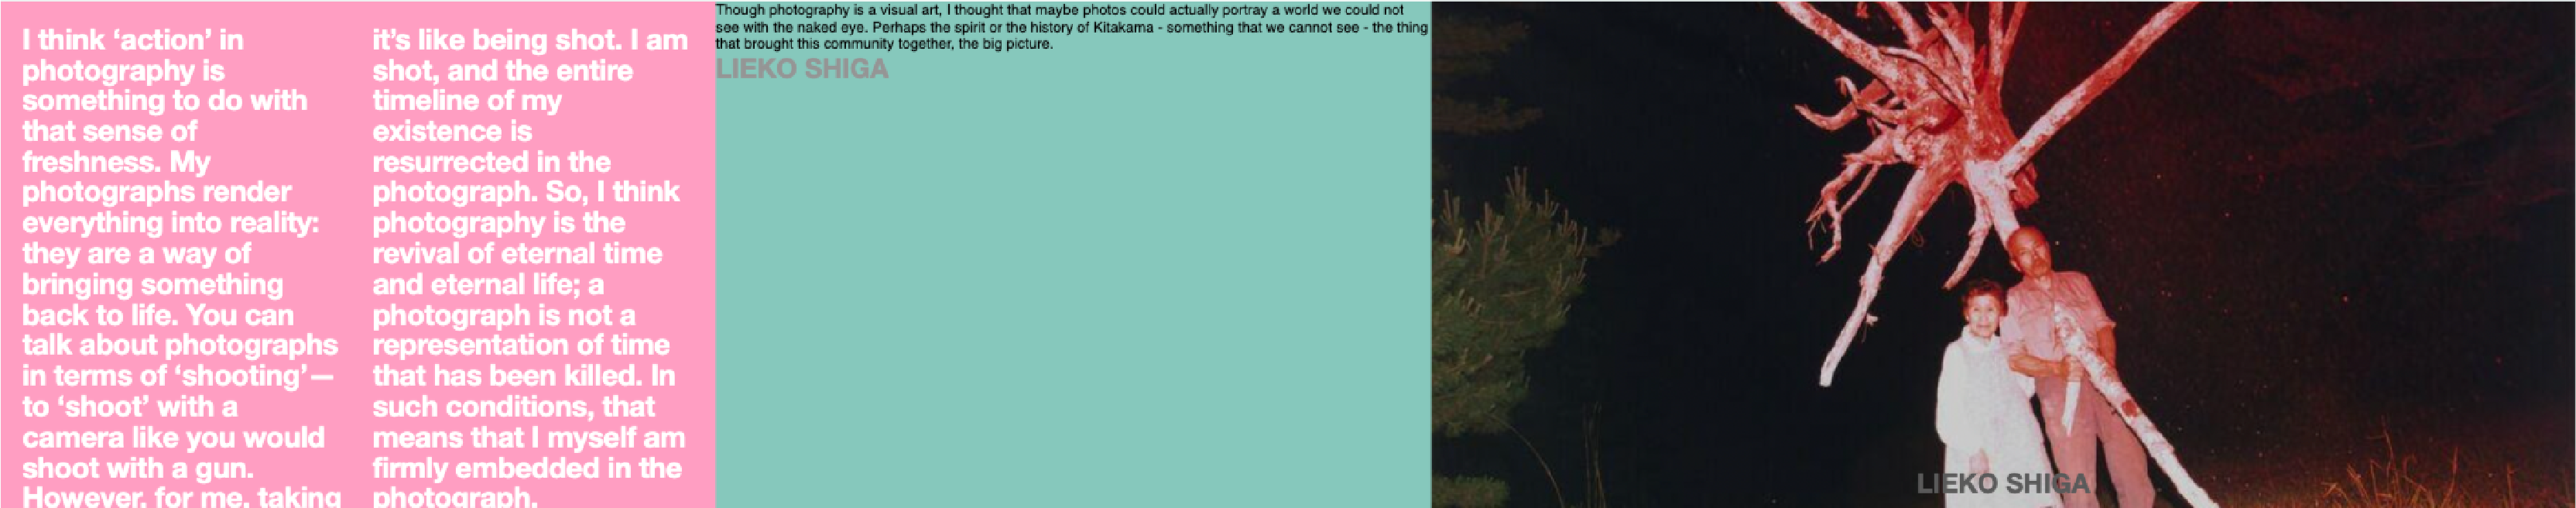 I think ‘action’ in
photography is
something to do with
that sense of
freshness. My
photographs render
everything into reality:
they are a way of
bringing something
back to life. You can
talk about photographs
in terms of ‘shooting’—
to ‘shoot’ with a
camera like you would
shoot with a gun.
However, for me, taking
it’s like being shot. I am
shot, and the entire
timeline of my
existence is
resurrected in the
photograph. So, I think
photography is the
revival of eternal time
and eternal life; a
photograph is not a
representation of time
that has been killed. In
such conditions, that
means that I myself am
firmly embedded in the
photograph.
Though photography is a visual art, I thought that maybe photos could actually portray a world we could not
see with the naked eye. Perhaps the spirit or the history of Kitakama - something that we cannot see - the thing
that brought this community together, the big picture.
LIEKO SHIGA
LIEKO SHIGA